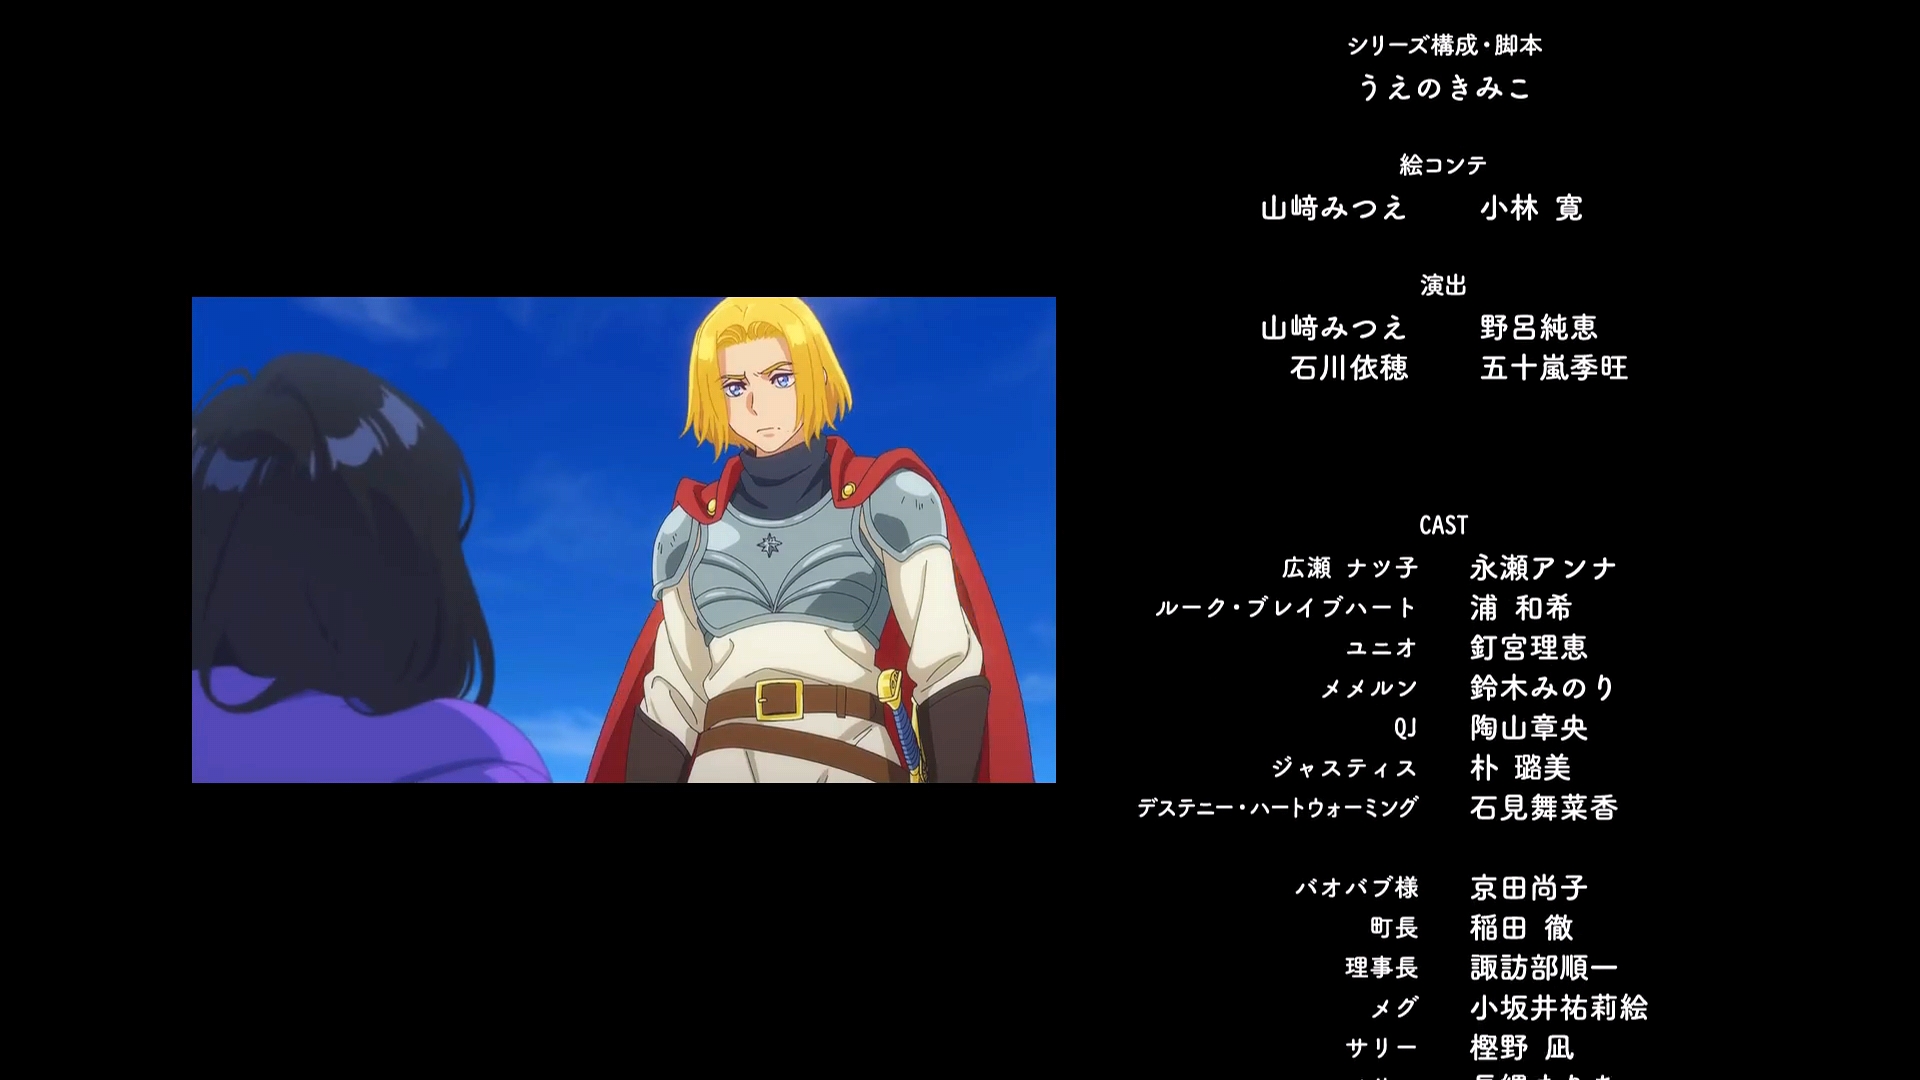 シリーズ構成・脚本
うえのきみこ
絵コンテ
山﨑みつえ 小林 寛
演出
山﨑みつえ 野呂純恵
石川依穂 五十嵐季旺
CAST
広瀬 ナツ子 永瀬アンナ
ルーク・ブレイブハート 浦 和希
ユニオ 釘宮理恵
メメルン 鈴木みのり
QJ 陶山章央
ジャスティス 朴 璐美
デステニー・ハートウォーミング 石見舞菜香
バオバブ様 京田尚子
町長 稲田 徹
理事長 諏訪部順一
メグ 小坂井祐莉絵
サリー 樫野 凪